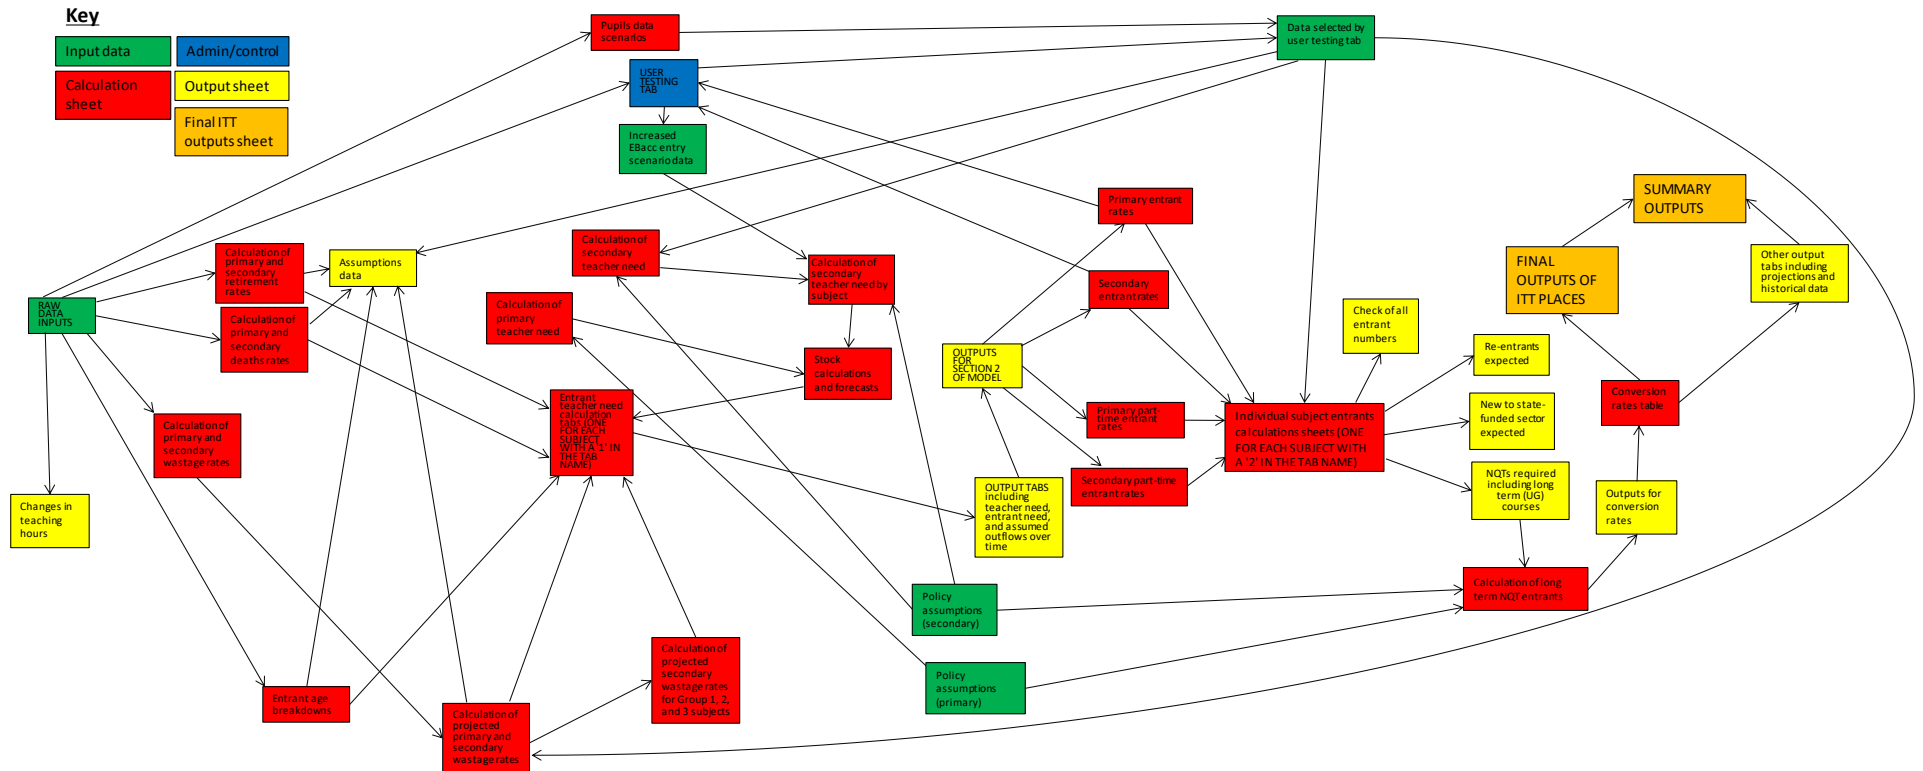 Key
Input data
Admin/control
Calculation
sheet
Output sheet
Final ITT
outputs sheet
Pupils data
scenarios
Data selected by
user testing tab
USER
TESTING
TAB
Increased
EBacc entry
scenario data
Primary entrant
rates
SUMMARY
OUTPUTS
Calculation of
primary and
secondary
retirement
rates
Assumptions
data
Calculation of
secondary
teacher need
Calculation of
secondary
teacher need by
subject
Secondary
entrant rates
FINAL
OUTPUTS OF
ITT PLACES
Other output
tabs including
projections and
historical data
RAW
DATA
INPUTS
Calculation of
primary and
secondary
deaths rates
Calculation of
primary
teacher need
Check of all
entrant
numbers
Stock
calculations
and forecasts
OUTPUTS
FOR
SECTION 2
OF MODEL
Re-entrants
expected
Entrant
teacher need
calculation
tabs (ONE
FOR EACH
SUBJECT
WITH A '1' IN
THE TAB
NAME)
Primary part-
time entrant
rates
Individual subject entrants
calculations sheets (ONE
FOR EACH SUBJECT WITH
A '2' IN THE TAB NAME)
Conversion
rates table
New to state-
funded sector
expected
Calculation of
primary and
secondary
wastage rates
Secondary part-time
entrant rates
NQTs required
including long
term (UG)
courses
Changes in
teaching
hours
OUTPUT TABS
including
teacher need,
entrant need,
and assumed
outflows over
time
Outputs for
conversion
rates
Policy
assumptions
(secondary)
Calculation of long
term NQT entrants
Calculation of
projected
secondary
wastage rates
for Group 1, 2,
and 3 subjects
Policy
assumptions
(primary)
Entrant age
breakdowns
Calculation of
projected
primary and
secondary
wastage rates